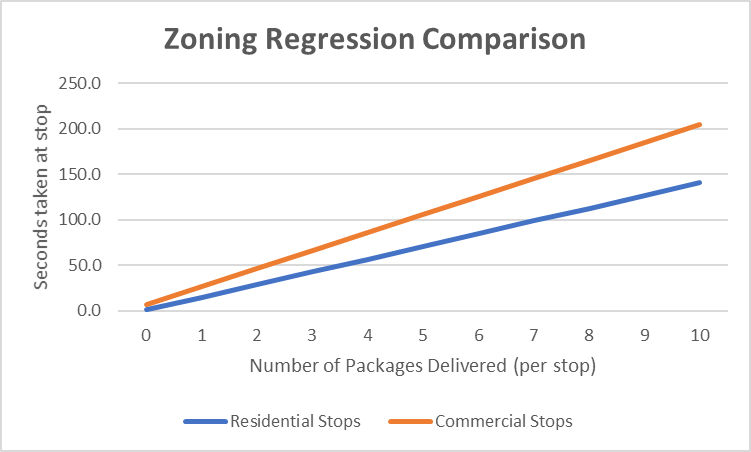 Zoning Regression Comparison
Seconds taken at stop
250.0
200.0
150.0
100.0
50.0
0.0
0 1 2 3 4 5 6 7 8 9 10
Number of Packages Delivered (per stop)
Residential Stops Commercial Stops